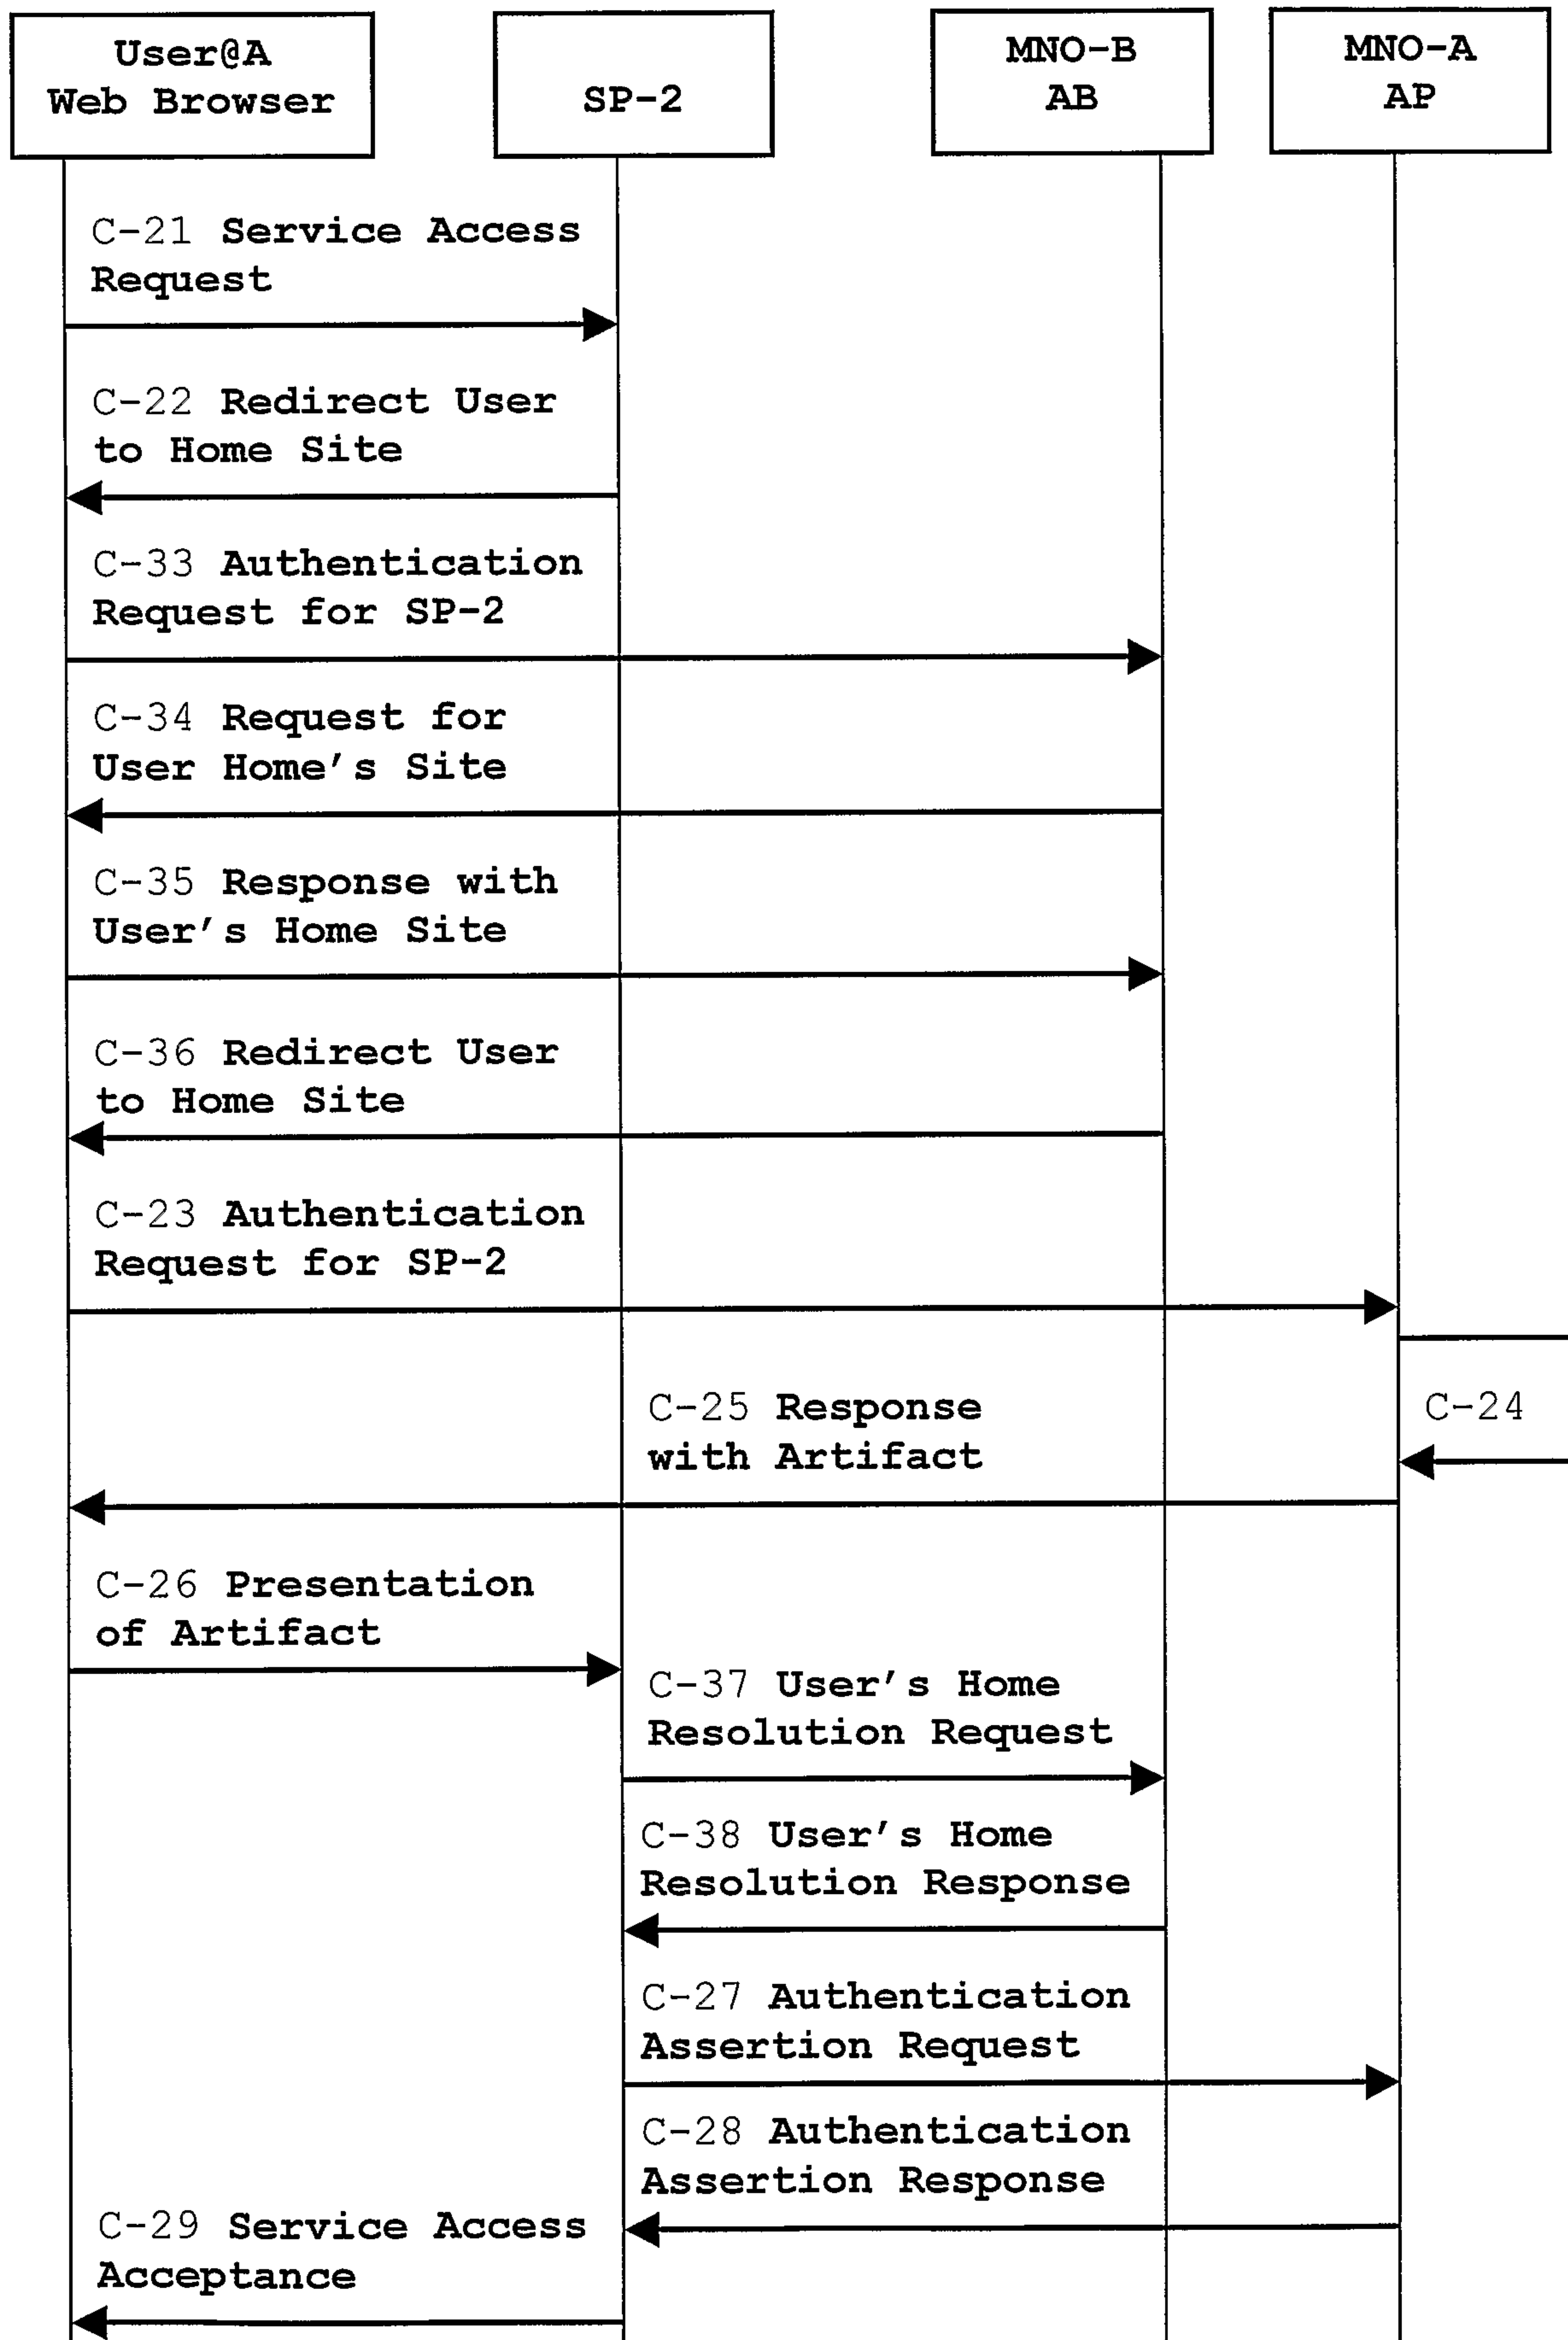 User@A
Web Browser
SP-2
MNO-B
AB
MNO-A
AP
C-21 Service Access
Request
C-22 Redirect User
to Home Site
C-33 Authentication
Request for SP-2
C-34 Request for
User Home's Site
C-35 Response with
User's Home Site
C-36 Redirect User
to Home Site
C-23 Authentication
Request for SP-2
C-25 Response
with Artifact
C-24
C-26 Presentation
of Artifact
C-37 User's Home
Resolution Request
C-38 User's Home
Resolution Response
C-27 Authentication
Assertion Request
C-28 Authentication
Assertion Response
C-29 Service Access
Acceptance